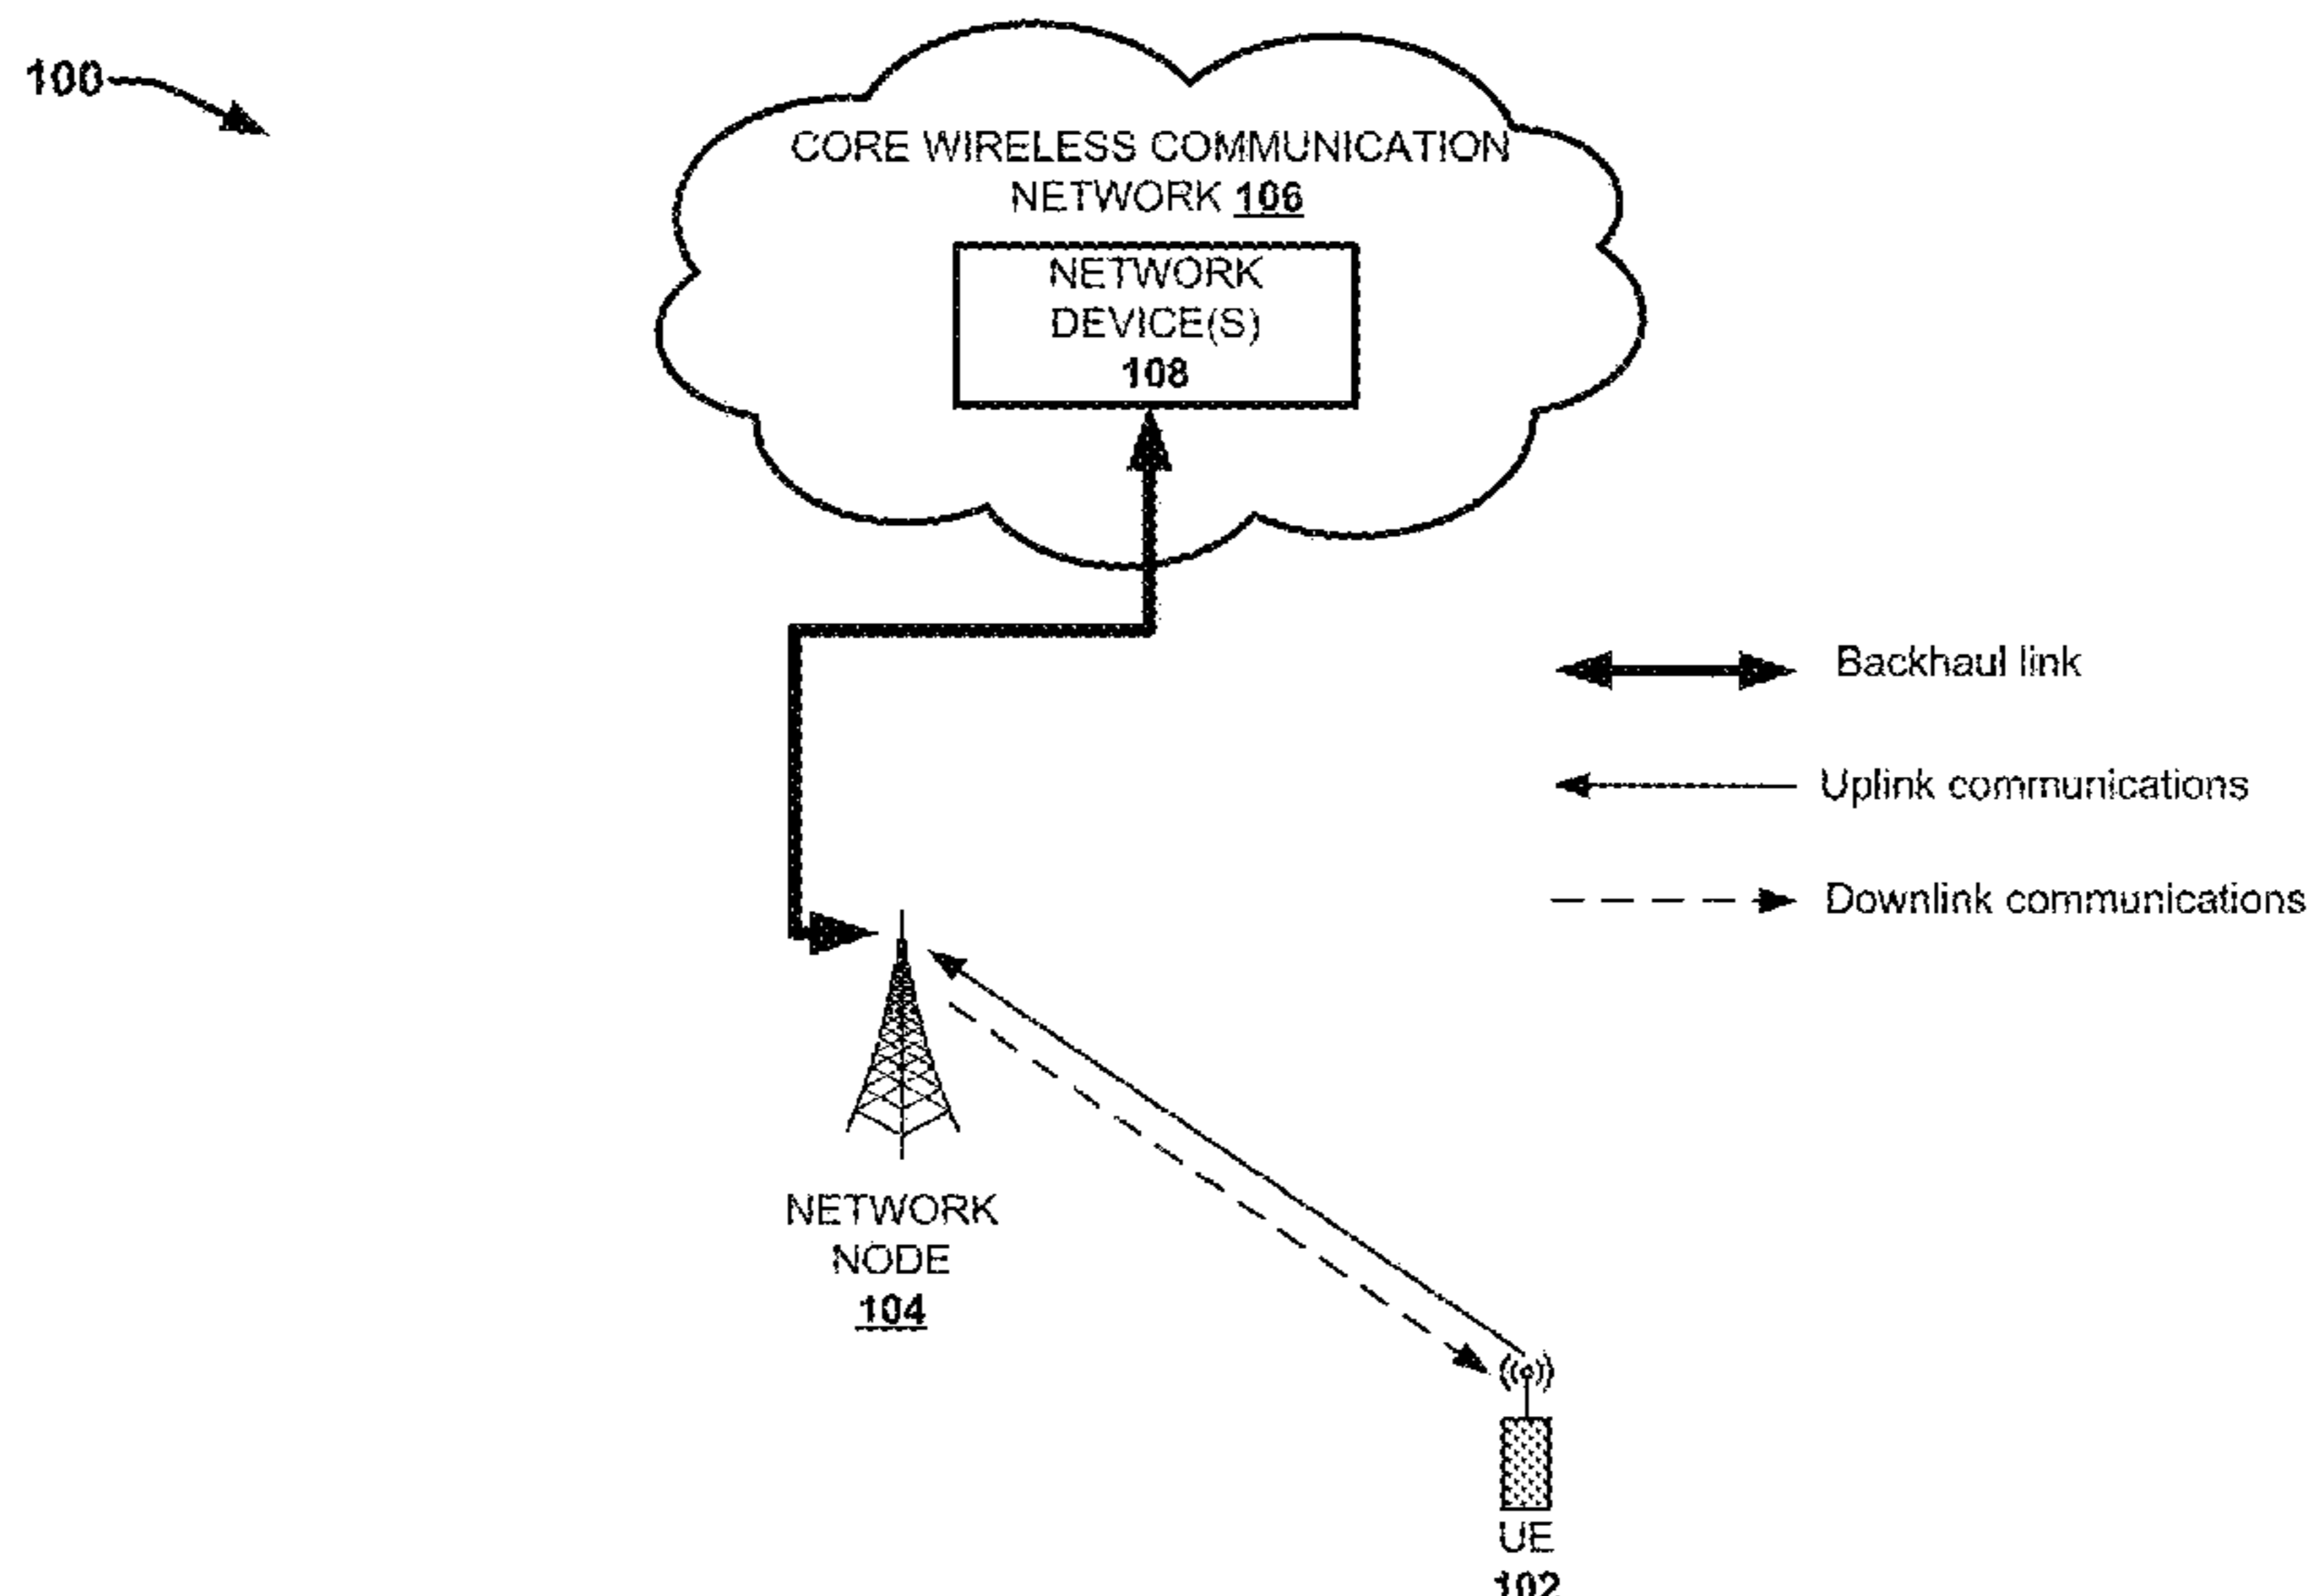 100
CORE WIRELESS COMMUNICATION
NETWORK 106
NETWORK
DEVICE(S)
108
Backhaul link
Uplink communications
Downlink communications
NETWORK
NODE
104
UE
102